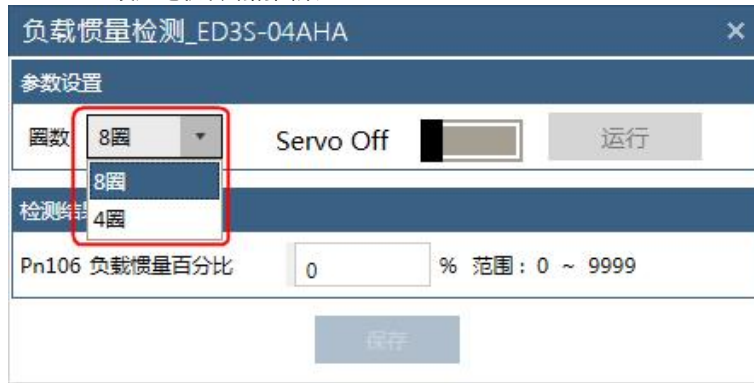 负载惯量检测_ED3S-04AHA
参数设置
圈数 8圈 Servo Off 运行
8圈
4圈
检测结
Pn106 负载惯量百分比 0 % 范围：0 ~ 9999
保存